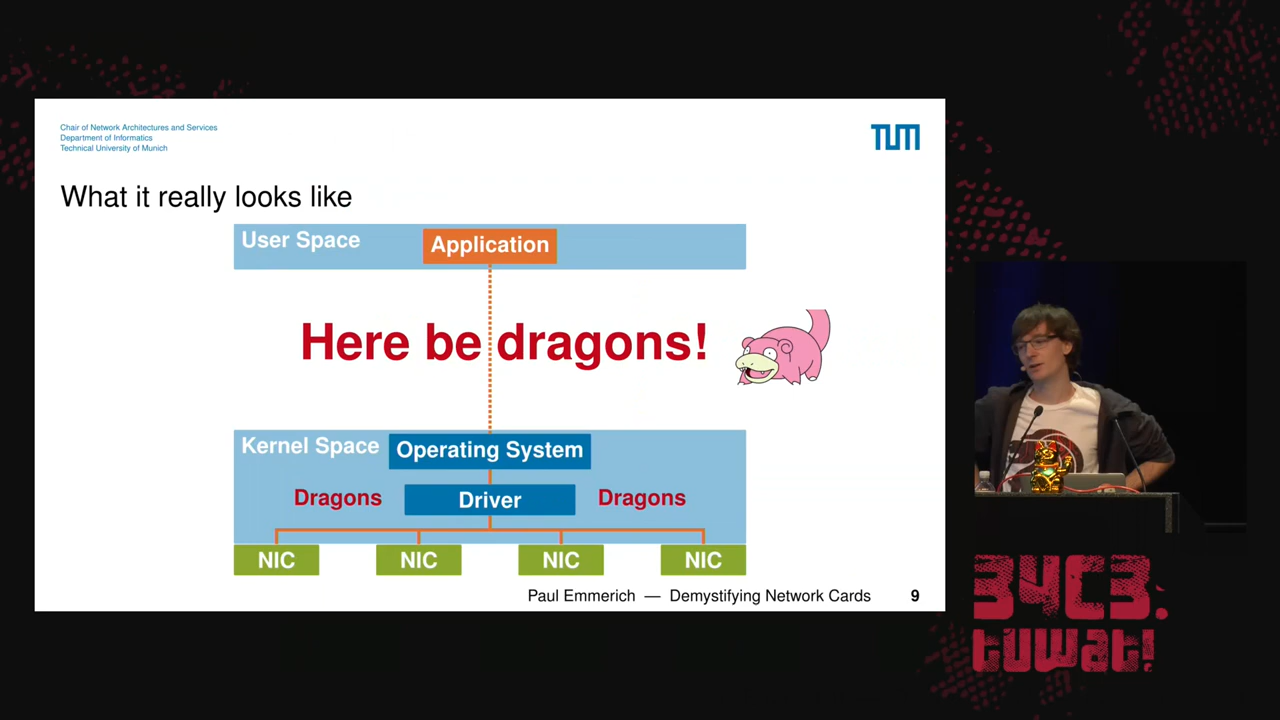 Chair of Network Architectures and Services
Department of Informatics
Technical University of Munich
TUM
What it really looks like
User Space
Application
Here be dragons!
Kernel Space
Operating System
Dragons
Driver
Dragons
NIC
NIC
NIC
NIC
Paul Emmerich — Demystifying Network Cards
9
34C3.
tuwat!